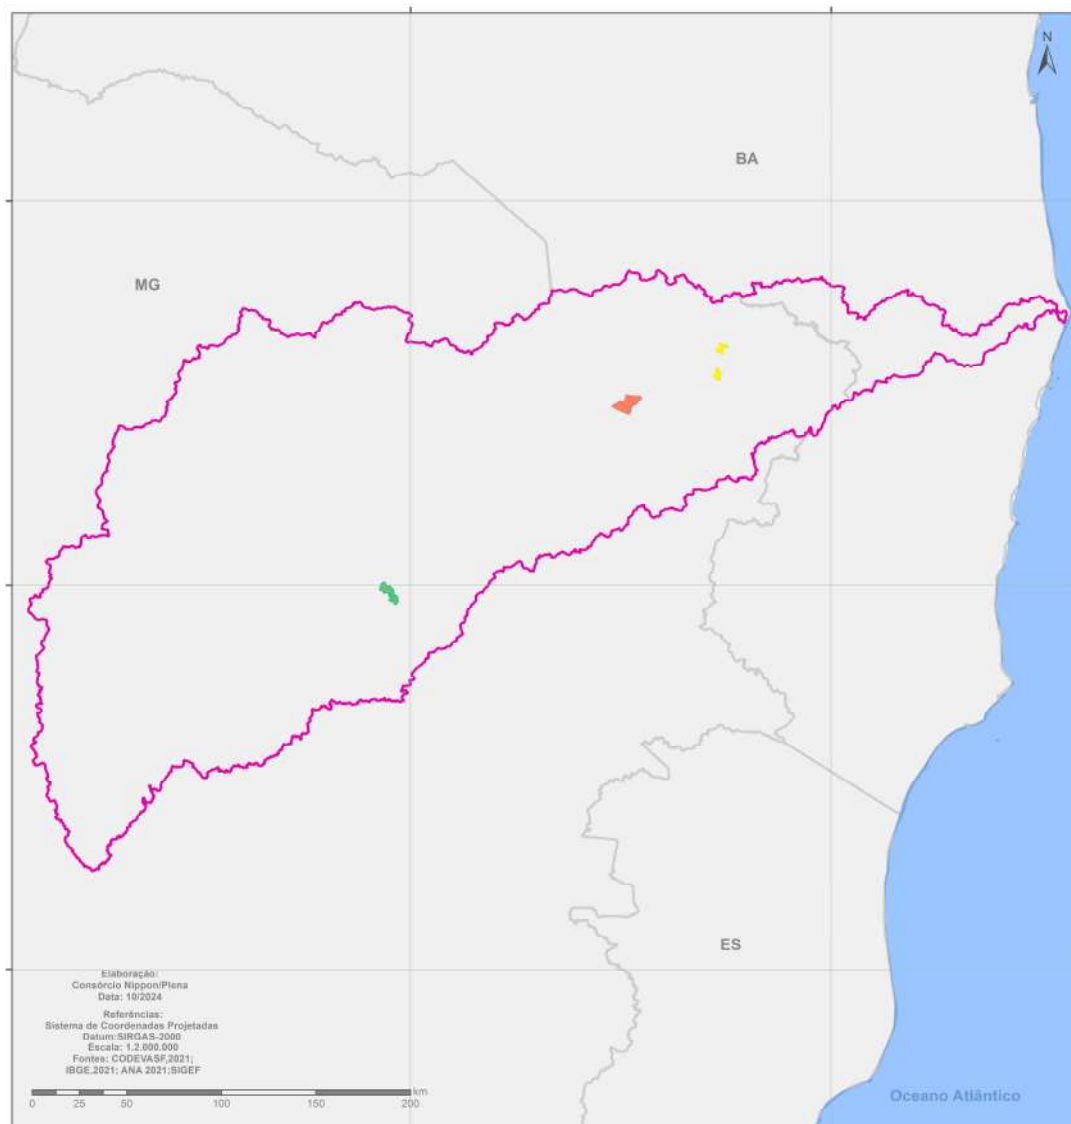 N
BA
MG
ES
Elaboração:
Consórcio Nippon/Plena
Data: 10/2024
Referências:
Sistema de Coordenadas Projetadas
Datum:SIRGAS-2000
Escala: 1.2.000.000
Fontes: CODEVASF,2021;
IBGE,2021; ANA 2021;SIGEF
km
0 25 50 100 150 200
Oceano Atlântico